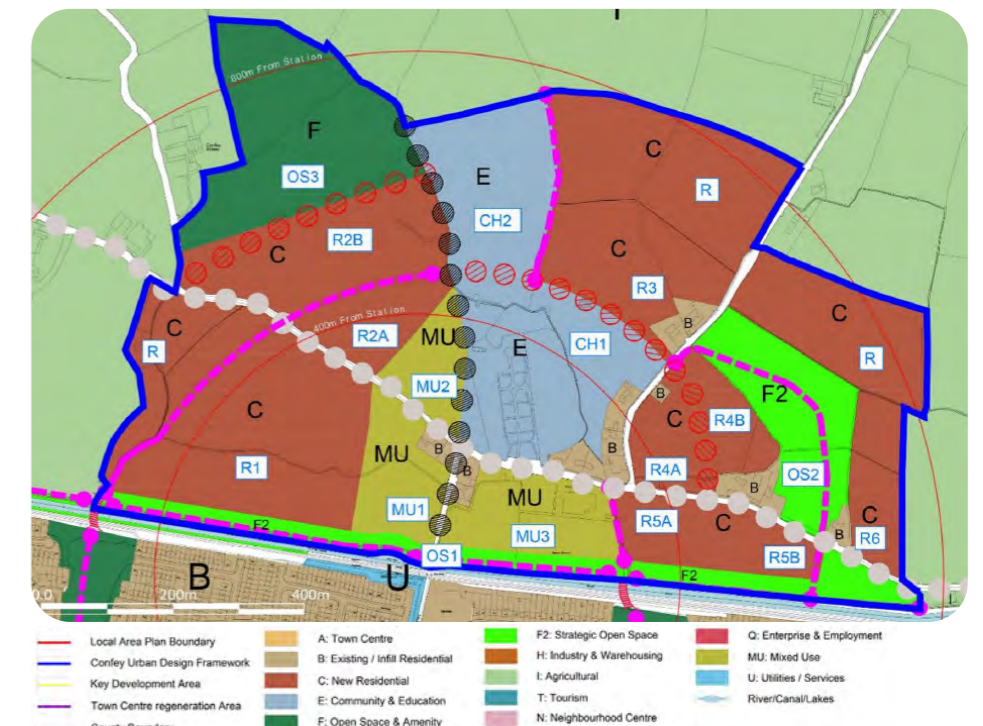 800m From Station
F
OS3
E
CH2
C
R
R2B
C
C
R3
B
C
R
C
R
400m From Station
R2A
MU
MU2
E
CH1
F2
B
C
R4B
C
R1
MU
B
B
B
R4A
B
OS2
MU1
MU
MU3
R5A
C
C
R6
B
F2
OS1
R5B
F2
B
U
0.0 200m 400m
Local Area Plan Boundary
Confey Urban Design Framework
Key Development Area
Town Centre regeneration Area
County Boundary
A: Town Centre
B: Existing / Infill Residential
C: New Residential
E: Community & Education
F: Open Space & Amenity
F2: Strategic Open Space
H: Industry & Warehousing
I: Agricultural
T: Tourism
N: Neighbourhood Centre
Q: Enterprise & Employment
MU: Mixed Use
U: Utilities / Services
River/Canal/Lakes